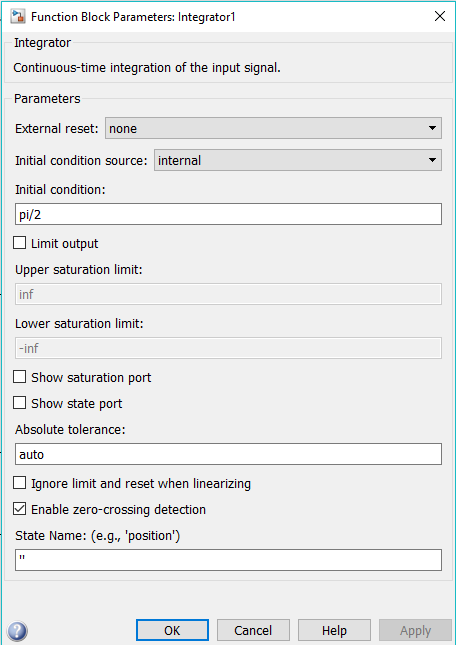 Function Block Parameters: Integrator1
Integrator
Continuous-time integration of the input signal.
Parameters
External reset: none
Initial condition source: internal
Initial condition:
pi/2
Limit output
Upper saturation limit:
inf
Lower saturation limit:
-inf
Show saturation port
Show state port
Absolute tolerance:
auto
Ignore limit and reset when linearizing
Enable zero-crossing detection
State Name: (e.g., 'position')
''
OK Cancel Help Apply